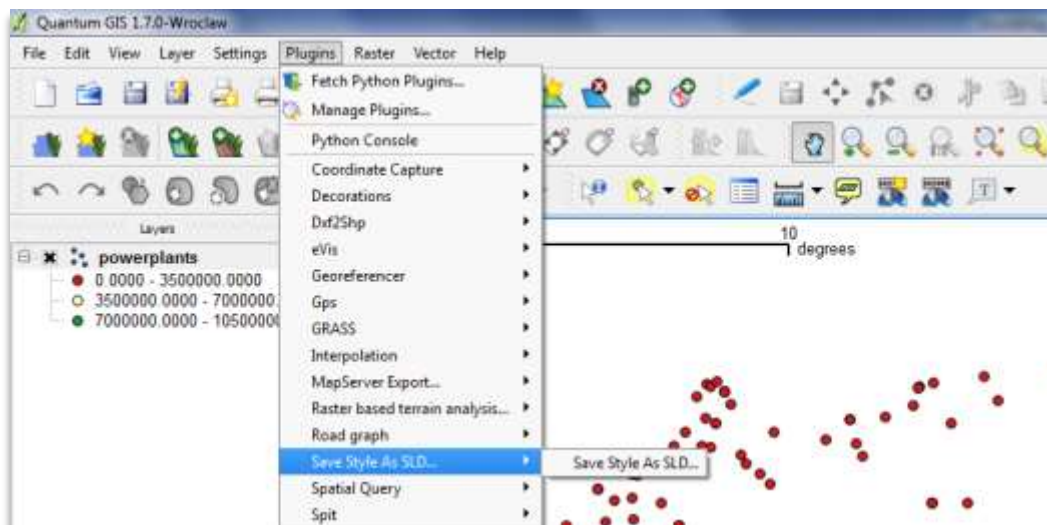 Quantum GIS 1.7.0-Wroclaw
File Edit View Layer Settings Plugins Raster Vector Help
Fetch Python Plugins...
Manage Plugins...
Python Console
Coordinate Capture
Decorations
Dxf2Shp
eVis
Georeferencer
Gps
GRASS
Interpolation
MapServer Export...
Raster based terrain analysis...
Road graph
Save Style As SLD...
Save Style As SLD...
Spatial Query
Spit
Layers
powerplants
0.0000 - 3500000.0000
3500000.0000 - 7000000.
7000000.0000 - 1050000
10
degrees